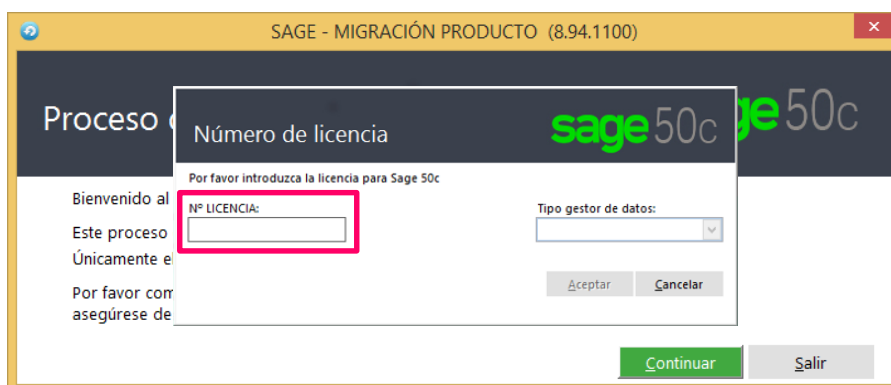 SAGE - MIGRACIÓN PRODUCTO (8.94.1100)
Proceso
sage 50c
Número de licencia
sage 50c
Por favor introduzca la licencia para Sage 50c
Nº LICENCIA:
Tipo gestor de datos:
Aceptar
Cancelar
Bienvenido al
Este proceso
Únicamente
Por favor
asegúrese de
Continuar
Salir